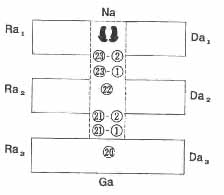 Na
Ra₁ Da₁
㉓-②
㉓-①
Ra₂ ㉒ Da₂
㉑-②
㉑-①
Ra₃ ⑳ Da₃
Ga